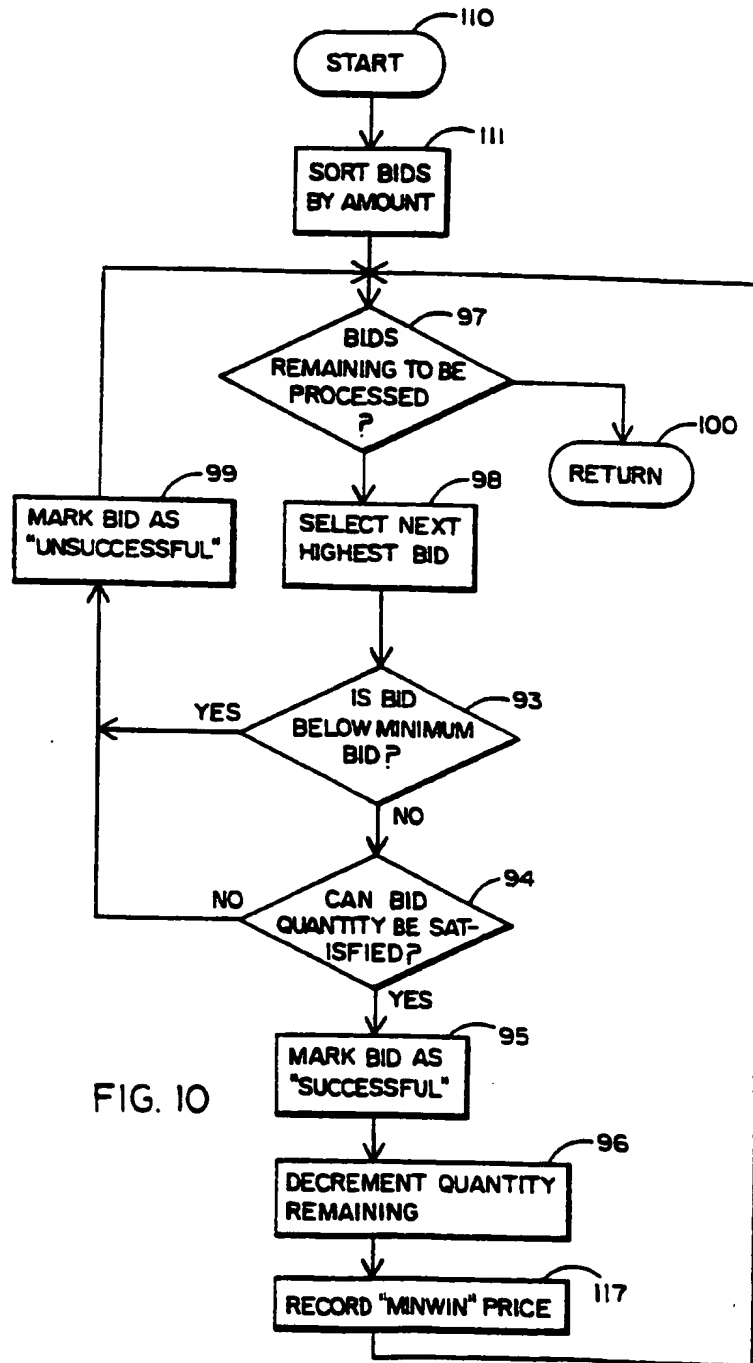 110
START
111
SORT BIDS
BY AMOUNT
97
BIDS
REMAINING TO BE
PROCESSED
?
100
RETURN
99
MARK BID AS
"UNSUCCESSFUL"
98
SELECT NEXT
HIGHEST BID
93
YES
IS BID
BELOW MINIMUM
BID?
NO
94
NO
CAN BID
QUANTITY BE SAT-
ISFIED?
YES
95
MARK BID AS
"SUCCESSFUL"
FIG. 10
96
DECREMENT QUANTITY
REMAINING
117
RECORD "MINWIN" PRICE